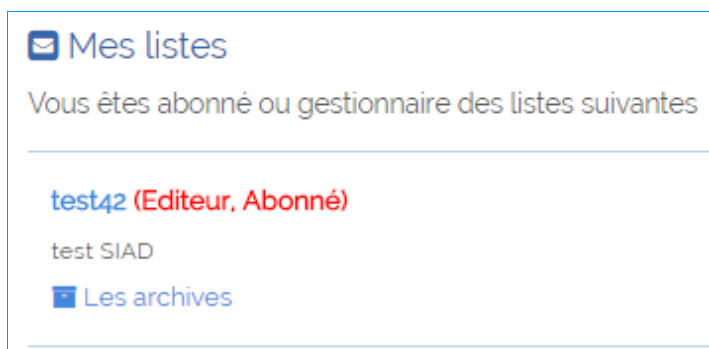 Mes listes
Vous êtes abonné ou gestionnaire des listes suivantes
test42 (Editeur, Abonné)
test SIAD
Les archives